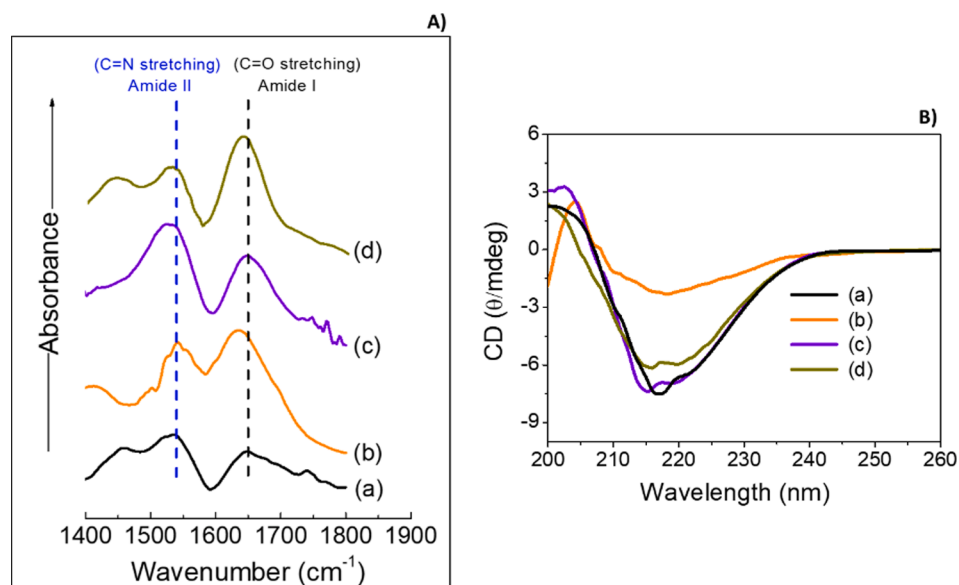 A)
(C=N stretching) (C=O stretching)
Amide II Amide I
Absorbance
(d)
(c)
(b)
(a)
1400 1500 1600 1700 1800 1900
Wavenumber (cm-1)
B)
6
3
0
-3
-6
-9
CD (θ/mdeg)
(a)
(b)
(c)
(d)
200 210 220 230 240 250 260
Wavelength (nm)